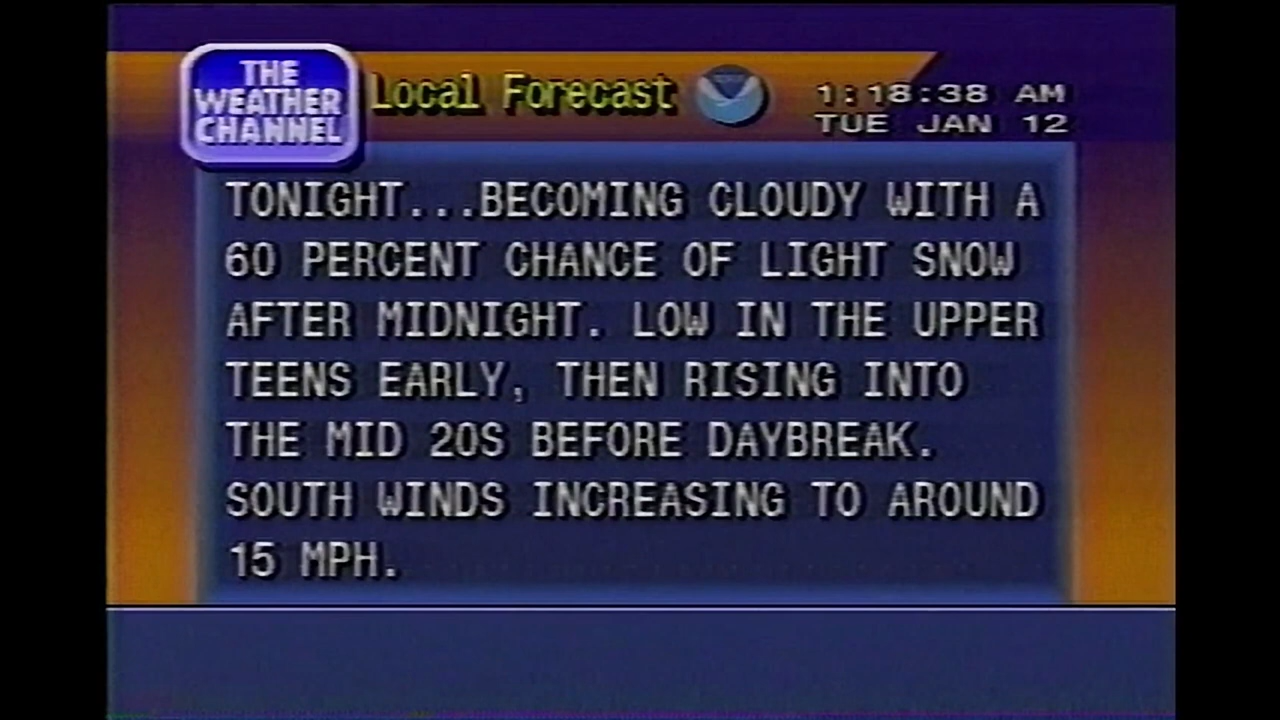 THE
WEATHER
CHANNEL
Local Forecast
1:18:38 AM
TUE JAN 12
TONIGHT...BECOMING CLOUDY WITH A
60 PERCENT CHANCE OF LIGHT SNOW
AFTER MIDNIGHT. LOW IN THE UPPER
TEENS EARLY, THEN RISING INTO
THE MID 20S BEFORE DAYBREAK.
SOUTH WINDS INCREASING TO AROUND
15 MPH.